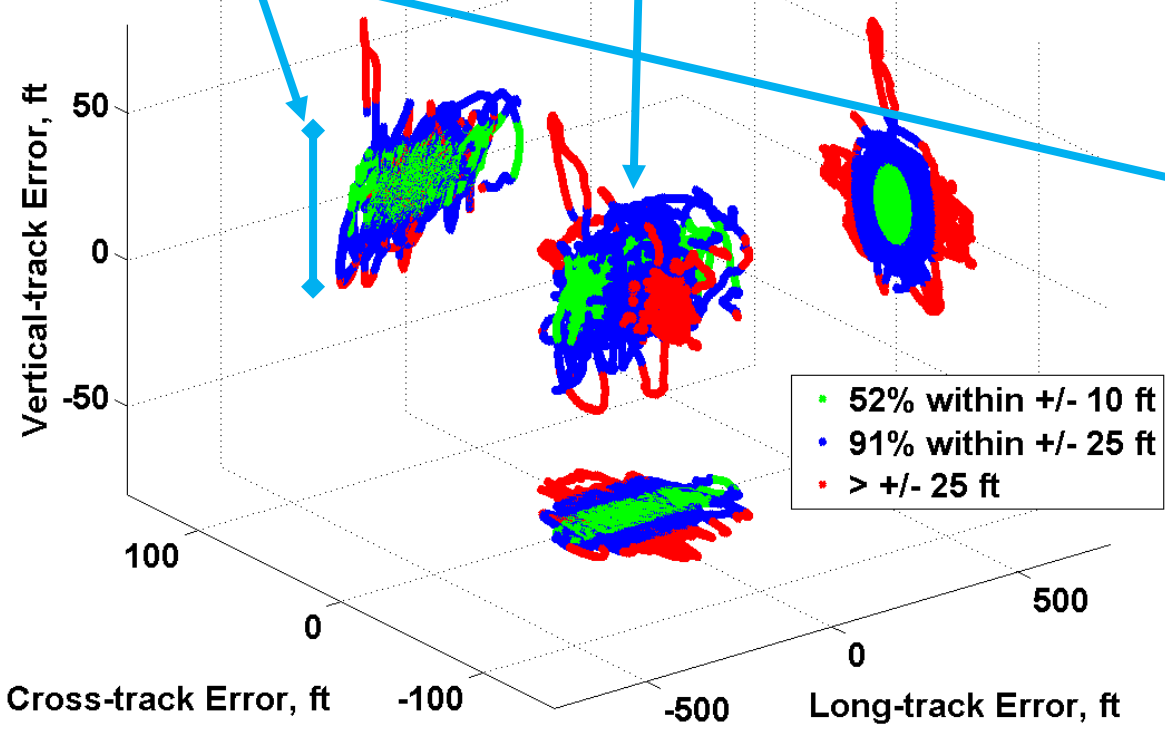 Vertical-track Error, ft
50
0
-50
100
0
-100
Cross-track Error, ft
-500
0
500
Long-track Error, ft
52% within +/- 10 ft
91% within +/- 25 ft
> +/- 25 ft